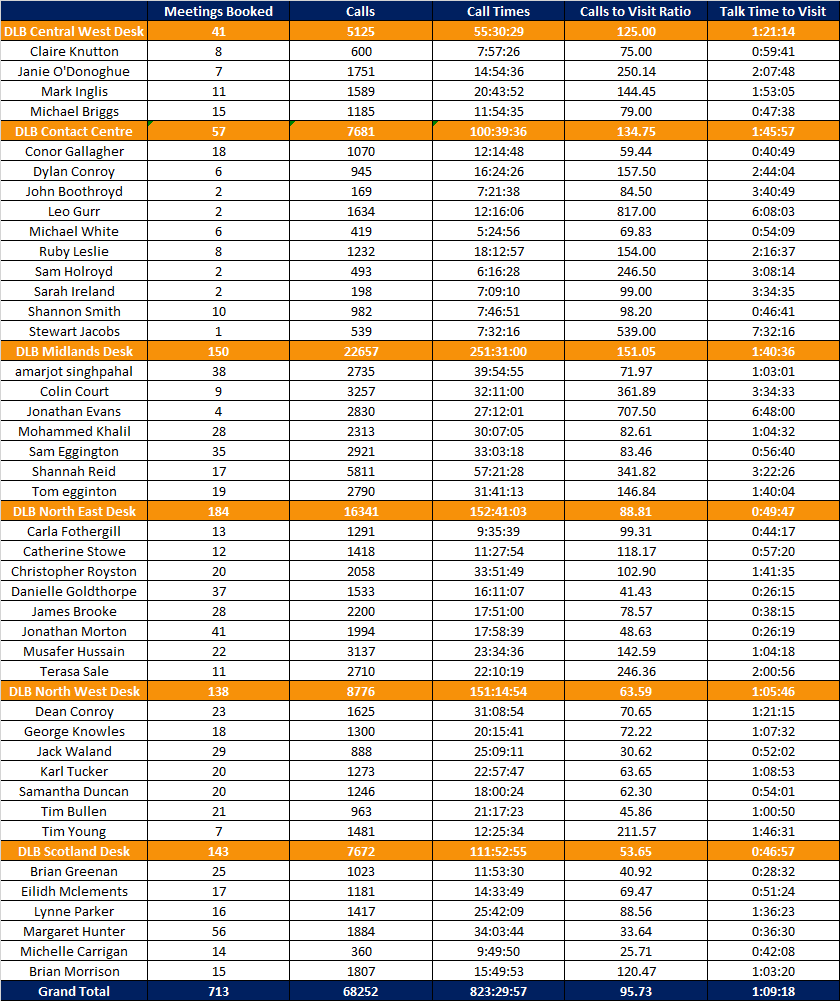 Meetings Booked Calls Call Times Calls to Visit Ratio Talk Time to Visit
DLB Central West Desk 41 5125 55:30:29 125.00 1:21:14
Claire Knutton 8 600 7:57:26 75.00 0:59:41
Janie O'Donoghue 7 1751 14:54:36 250.14 2:07:48
Mark Inglis 11 1589 20:43:52 144.45 1:53:05
Michael Briggs 15 1185 11:54:35 79.00 0:47:38
DLB Contact Centre 57 7681 100:39:36 134.75 1:45:57
Conor Gallagher 18 1070 12:14:48 59.44 0:40:49
Dylan Conroy 6 945 16:24:26 157.50 2:44:04
John Boothroyd 2 169 7:21:38 84.50 3:40:49
Leo Gurr 2 1634 12:16:06 817.00 6:08:03
Michael White 6 419 5:24:56 69.83 0:54:09
Ruby Leslie 8 1232 18:12:57 154.00 2:16:37
Sam Holroyd 2 493 6:16:28 246.50 3:08:14
Sarah Ireland 2 198 7:09:10 99.00 3:34:35
Shannon Smith 10 982 7:46:51 98.20 0:46:41
Stewart Jacobs 1 539 7:32:16 539.00 7:32:16
DLB Midlands Desk 150 22657 251:31:00 151.05 1:40:36
amarjot singhpahal 38 2735 39:54:55 71.97 1:03:01
Colin Court 9 3257 32:11:00 361.89 3:34:33
Jonathan Evans 4 2830 27:12:01 707.50 6:48:00
Mohammed Khalil 28 2313 30:07:05 82.61 1:04:32
Sam Eggington 35 2921 33:03:18 83.46 0:56:40
Shannah Reid 17 5811 57:21:28 341.82 3:22:26
Tom egginton 19 2790 31:41:13 146.84 1:40:04
DLB North East Desk 184 16341 152:41:03 88.81 0:49:47
Carla Fothergill 13 1291 9:35:39 99.31 0:44:17
Catherine Stowe 12 1418 11:27:54 118.17 0:57:20
Christopher Royston 20 2058 33:51:49 102.90 1:41:35
Danielle Goldthorpe 37 1533 16:11:07 41.43 0:26:15
James Brooke 28 2200 17:51:00 78.57 0:38:15
Jonathan Morton 41 1994 17:58:39 48.63 0:26:19
Musafer Hussain 22 3137 23:34:36 142.59 1:04:18
Terasa Sale 11 2710 22:10:19 246.36 2:00:56
DLB North West Desk 138 8776 151:14:54 63.59 1:05:46
Dean Conroy 23 1625 31:08:54 70.65 1:21:15
George Knowles 18 1300 20:15:41 72.22 1:07:32
Jack Waland 29 888 25:09:11 30.62 0:52:02
Karl Tucker 20 1273 22:57:47 63.65 1:08:53
Samantha Duncan 20 1246 18:00:24 62.30 0:54:01
Tim Bullen 21 963 21:17:23 45.86 1:00:50
Tim Young 7 1481 12:25:34 211.57 1:46:31
DLB Scotland Desk 143 7672 111:52:55 53.65 0:46:57
Brian Greenan 25 1023 11:53:30 40.92 0:28:32
Eilidh Mclements 17 1181 14:33:49 69.47 0:51:24
Lynne Parker 16 1417 25:42:09 88.56 1:36:23
Margaret Hunter 56 1884 34:03:44 33.64 0:36:30
Michelle Carrigan 14 360 9:49:50 25.71 0:42:08
Brian Morrison 15 1807 15:49:53 120.47 1:03:20
Grand Total 713 68252 823:29:57 95.73 1:09:18